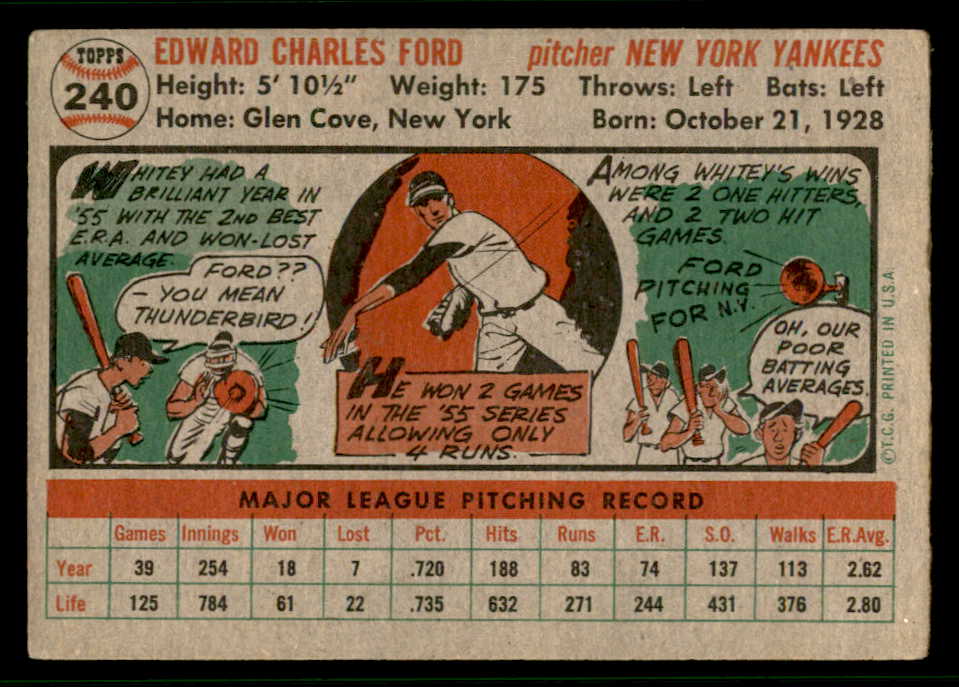 TOPPS
240
EDWARD CHARLES FORD pitcher NEW YORK YANKEES
Height: 5' 10½" Weight: 175 Throws: Left Bats: Left
Home: Glen Cove, New York Born: October 21, 1928
WHITEY HAD A
BRILLIANT YEAR IN
'55 WITH THE 2ND BEST
E.R.A. AND WON-LOST
AVERAGE.
FORD??
- YOU MEAN
THUNDERBIRD!
HE WON 2 GAMES
IN THE '55 SERIES
ALLOWING ONLY
4 RUNS.
AMONG WHITEY'S WINS
WERE 2 ONE HITTERS,
AND 2 TWO HIT
GAMES.
FORD
PITCHING
FOR N.Y.
OH, OUR
POOR
BATTING
AVERAGES.
©T.C.G. PRINTED IN U.S.A.
MAJOR LEAGUE PITCHING RECORD
Games Innings Won Lost Pct. Hits Runs E.R. S.O. Walks E.R.Avg.
Year 39 254 18 7 .720 188 83 74 137 113 2.62
Life 125 784 61 22 .735 632 271 244 431 376 2.80